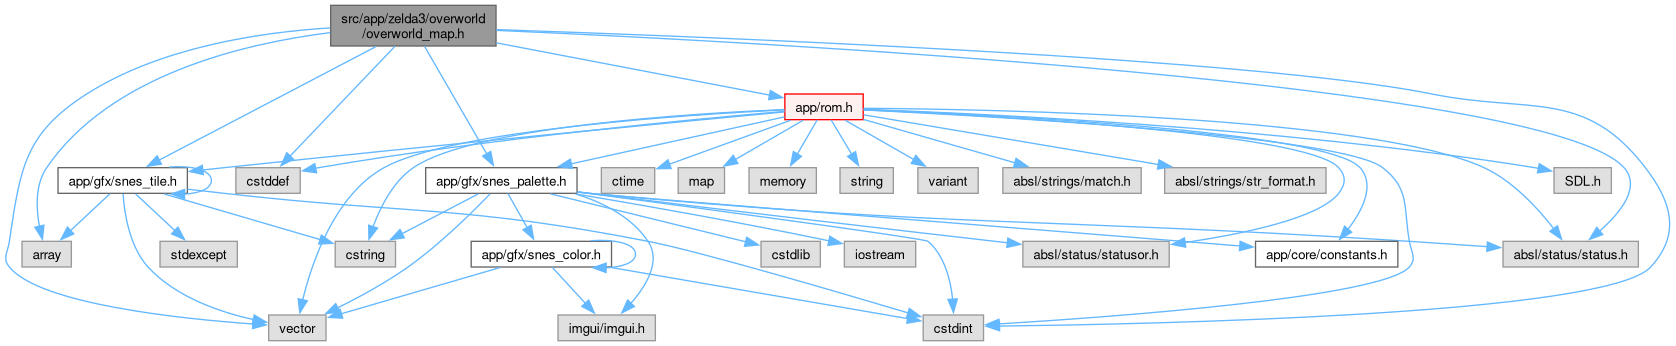 src/app/zelda3/overworld
/overworld_map.h
app/rom.h
app/gfx/snes_tile.h
cstddef
app/gfx/snes_palette.h
ctime
map
memory
string
variant
absl/strings/match.h
absl/strings/str_format.h
SDL.h
array
stdexcept
cstring
app/gfx/snes_color.h
cstdlib
iostream
absl/status/statusor.h
app/core/constants.h
absl/status/status.h
vector
imgui/imgui.h
cstdint